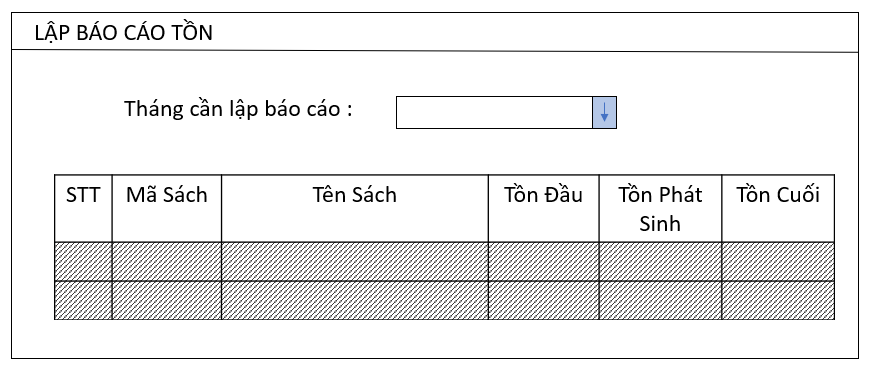 LẬP BÁO CÁO TỒN
Tháng cần lập báo cáo :
STT Mã Sách Tên Sách Tồn Đầu Tồn Phát Sinh Tồn Cuối